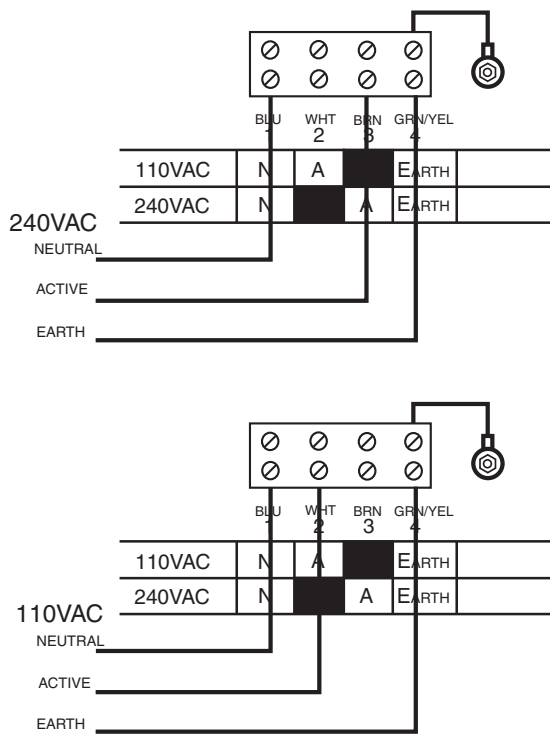 BLU WHT BRN GRN/YEL
1 2 3 4
110VAC N A EARTH
240VAC N A EARTH
240VAC
NEUTRAL
ACTIVE
EARTH
BLU WHT BRN GRN/YEL
1 2 3 4
110VAC N A EARTH
240VAC N A EARTH
110VAC
NEUTRAL
ACTIVE
EARTH